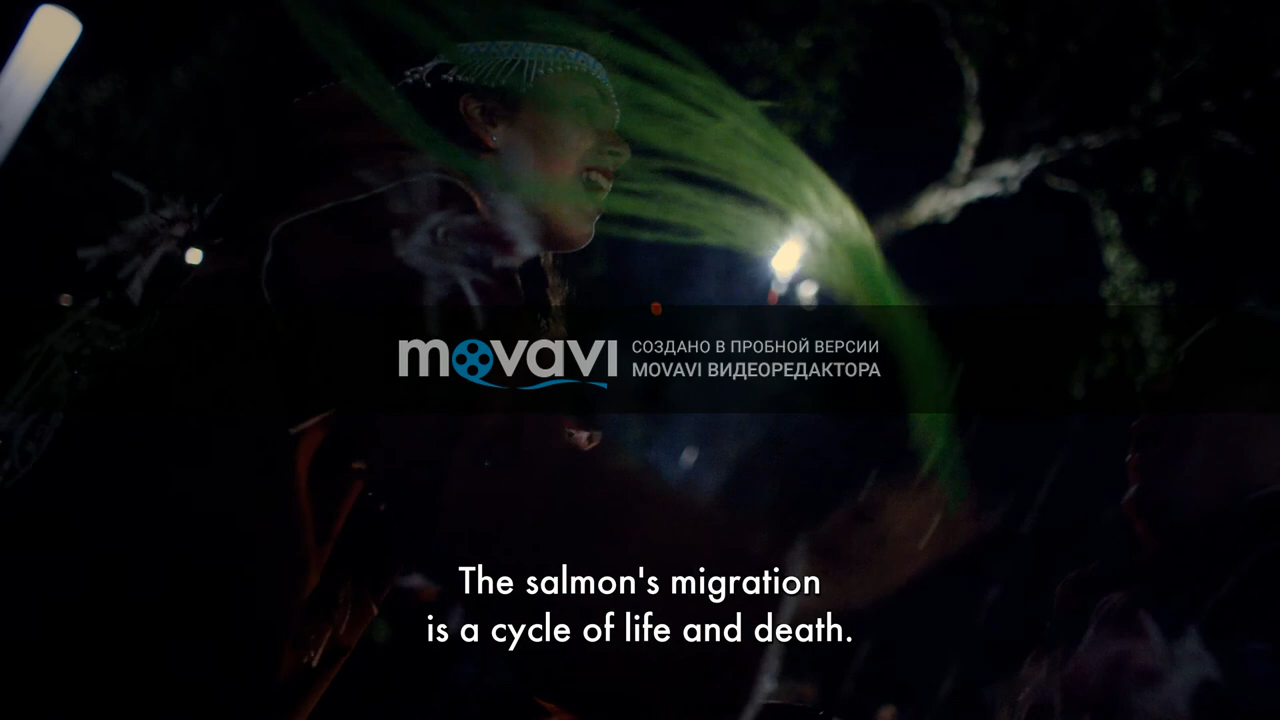 movavi
СОЗДАНО В ПРОБНОЙ ВЕРСИИ
MOVAVI ВИДЕОРЕДАКТОРА
The salmon's migration
is a cycle of life and death.